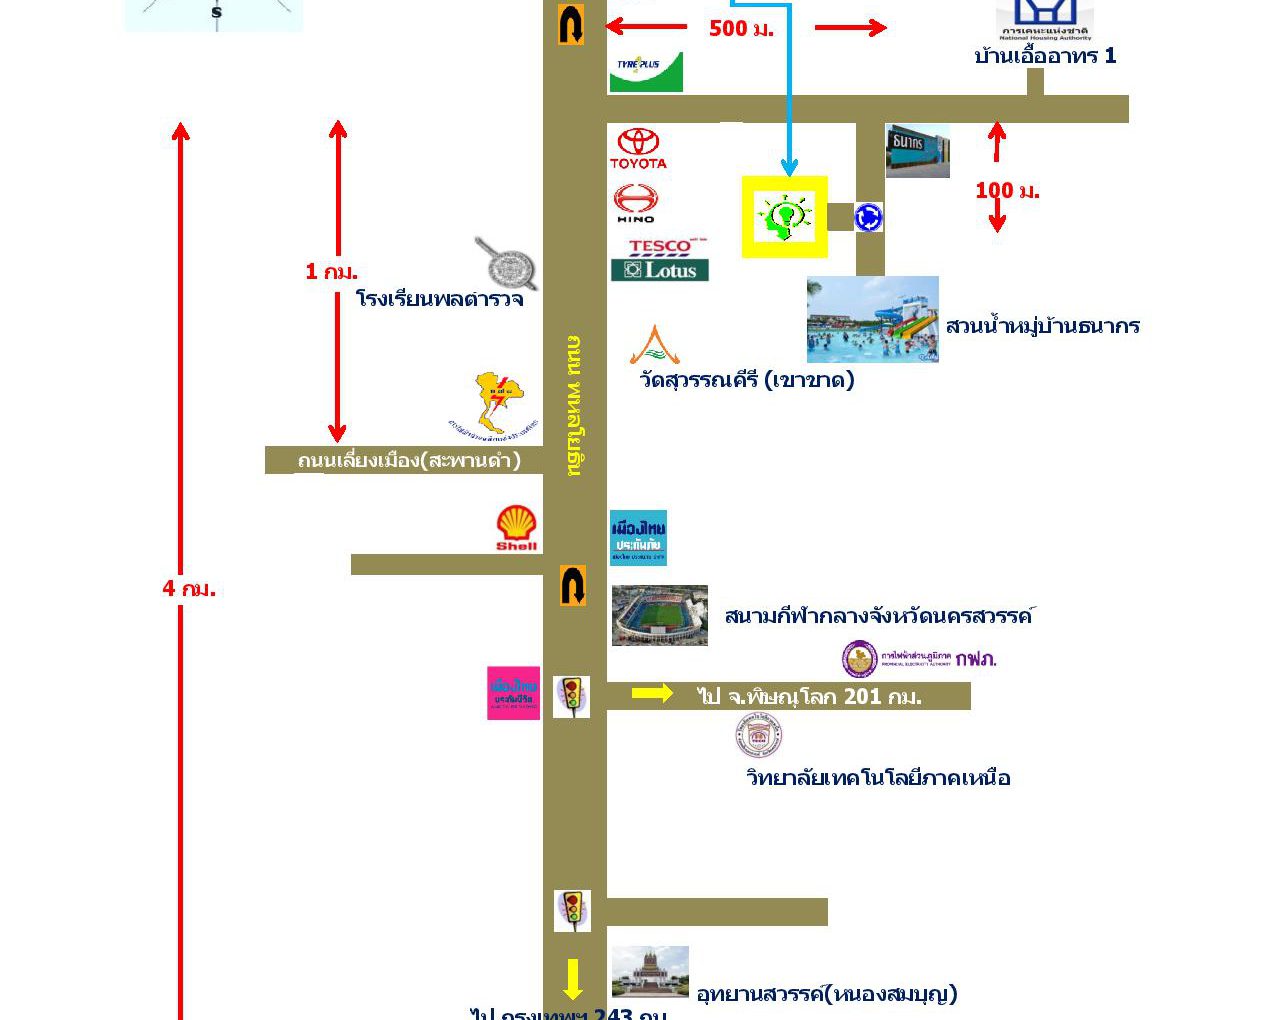 S
500 ม.
การเคหะแห่งชาติ
National Housing Authority
บ้านเอื้ออาทร 1
TYREPLUS
ธนากร
TOYOTA
100 ม.
HINO
TESCO
Lotus
1 กม.
โรงเรียนพลตำรวจ
สวนน้ำหมู่บ้านธนากร
ถนน พหลโยธิน
วัดสุวรรณคีรี (เขาขาด)
ถนนเลี่ยงเมือง(สะพานดำ)
Shell
เมืองไทย
ประกันภัย
4 กม.
สนามกีฬากลางจังหวัดนครสวรรค์
การไฟฟ้าส่วนภูมิภาค
PROVINCIAL ELECTRICITY AUTHORITY
กฟภ.
เมืองไทย
ประกันชีวิต
ไป จ.พิษณุโลก 201 กม.
วิทยาลัยเทคโนโลยีภาคเหนือ
อุทยานสวรรค์(หนองสมบุญ)
ไป กรุงเทพฯ 243 กม.